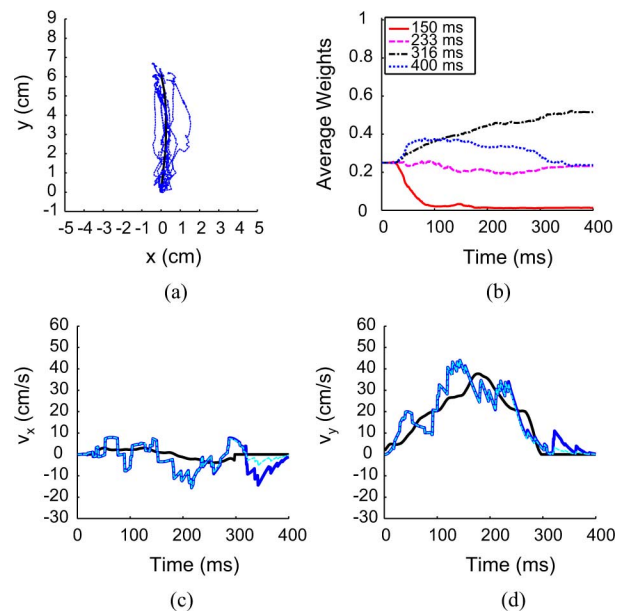 9
8
7
6
5
4
3
2
1
0
-1
y (cm)
-5 -4 -3 -2 -1 0 1 2 3 4 5
x (cm)
(a)
150 ms
233 ms
316 ms
400 ms
1
0.8
0.6
0.4
0.2
0
Average Weights
0 100 200 300 400
Time (ms)
(b)
60
50
40
30
20
10
0
-10
-20
-30
v_x (cm/s)
0 100 200 300 400
Time (ms)
(c)
60
50
40
30
20
10
0
-10
-20
-30
v_y (cm/s)
0 100 200 300 400
Time (ms)
(d)